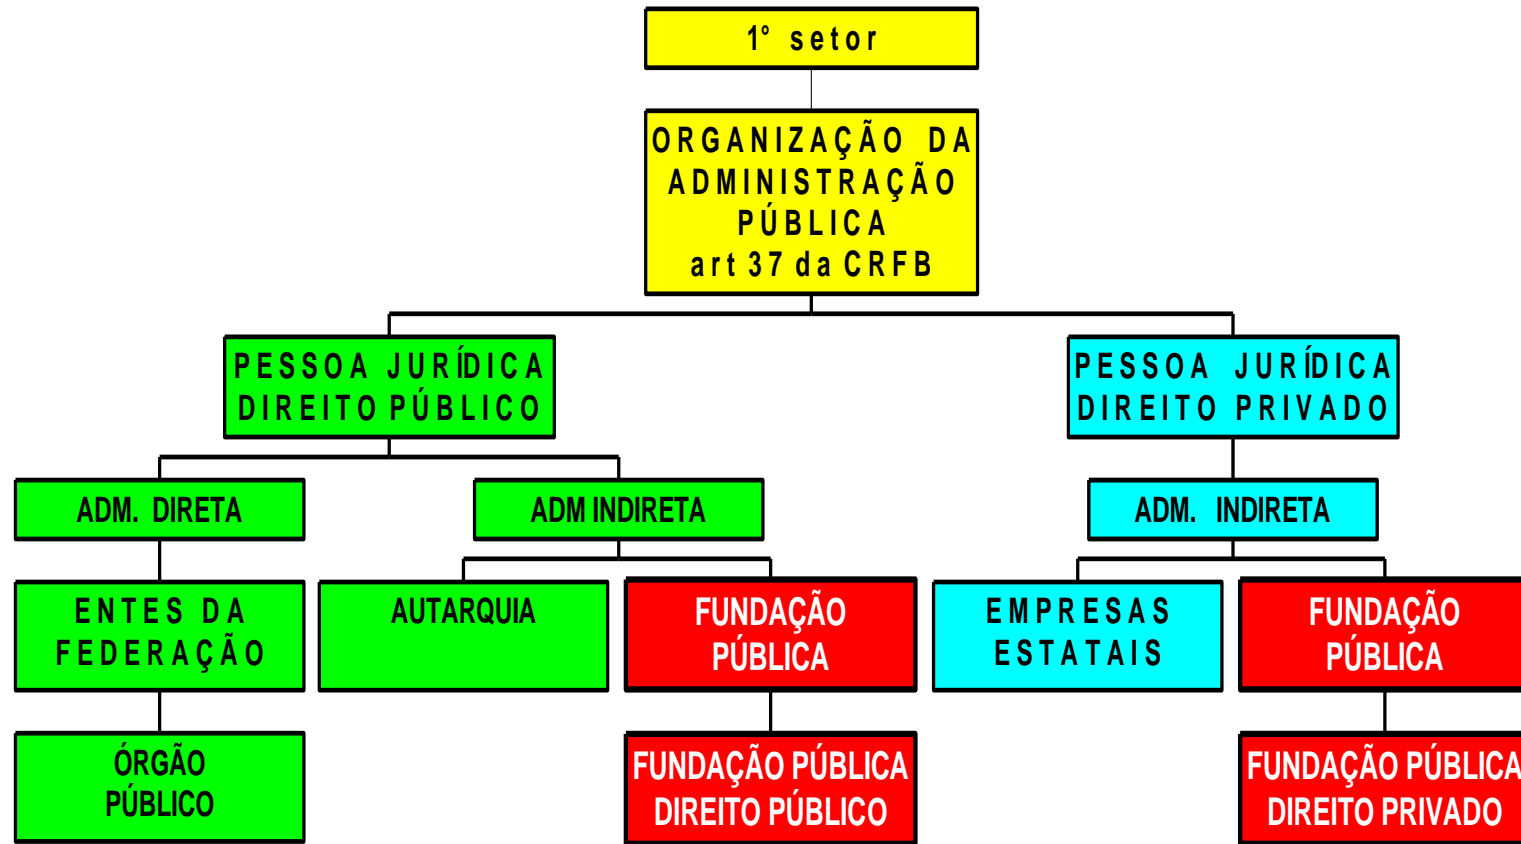 1° setor
ORGANIZAÇÃO DA
ADMINISTRAÇÃO
PÚBLICA
art 37 da CRFB
PESSOA JURÍDICA
DIREITO PÚBLICO
PESSOA JURÍDICA
DIREITO PRIVADO
ADM. DIRETA
ADM INDIRETA
ADM. INDIRETA
ENTES DA
FEDERAÇÃO
AUTARQUIA
FUNDAÇÃO
PÚBLICA
EMPRESAS
ESTATAIS
FUNDAÇÃO
PÚBLICA
ÓRGÃO
PÚBLICO
FUNDAÇÃO PÚBLICA
DIREITO PÚBLICO
FUNDAÇÃO PÚBLICA
DIREITO PRIVADO